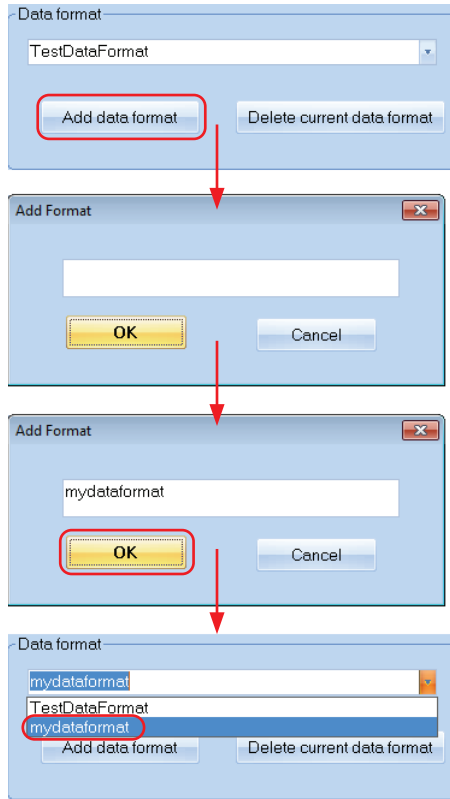 Data format
TestDataFormat
Add data format Delete current data format
Add Format
OK Cancel
Add Format
mydataformat
OK Cancel
Data format
mydataformat
TestDataFormat
mydataformat
Add data format Delete current data format